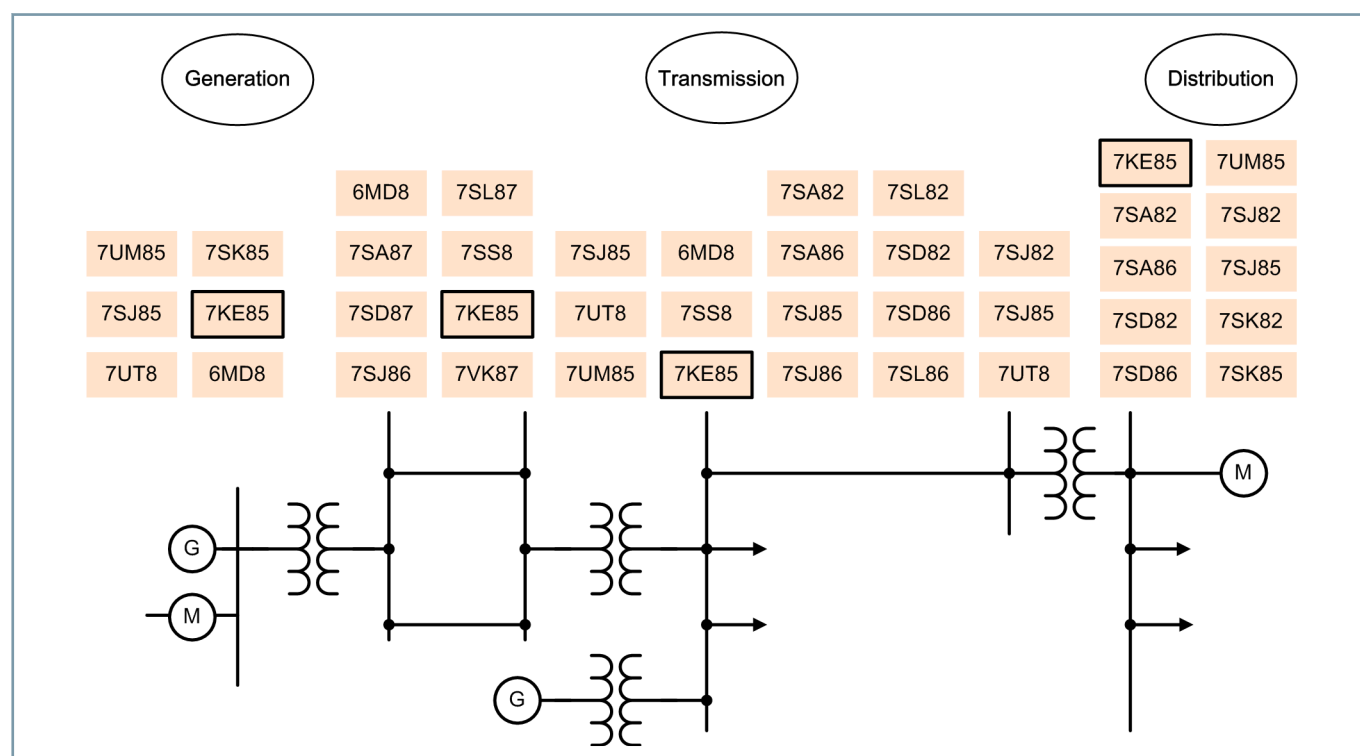 Generation
Transmission
Distribution
7KE85 7UM85
6MD8 7SL87 7SA82 7SL82
7SA82 7SJ82
7UM85 7SK85 7SA87 7SS8 7SJ85 6MD8 7SA86 7SD82 7SJ82
7SA86 7SJ85
7SJ85 7KE85 7SD87 7KE85 7UT8 7SS8 7SJ85 7SD86 7SJ85
7SD82 7SK82
7UT8 6MD8 7SJ86 7VK87 7UM85 7KE85 7SJ86 7SL86 7UT8 7SD86 7SK85
M
G
M
G